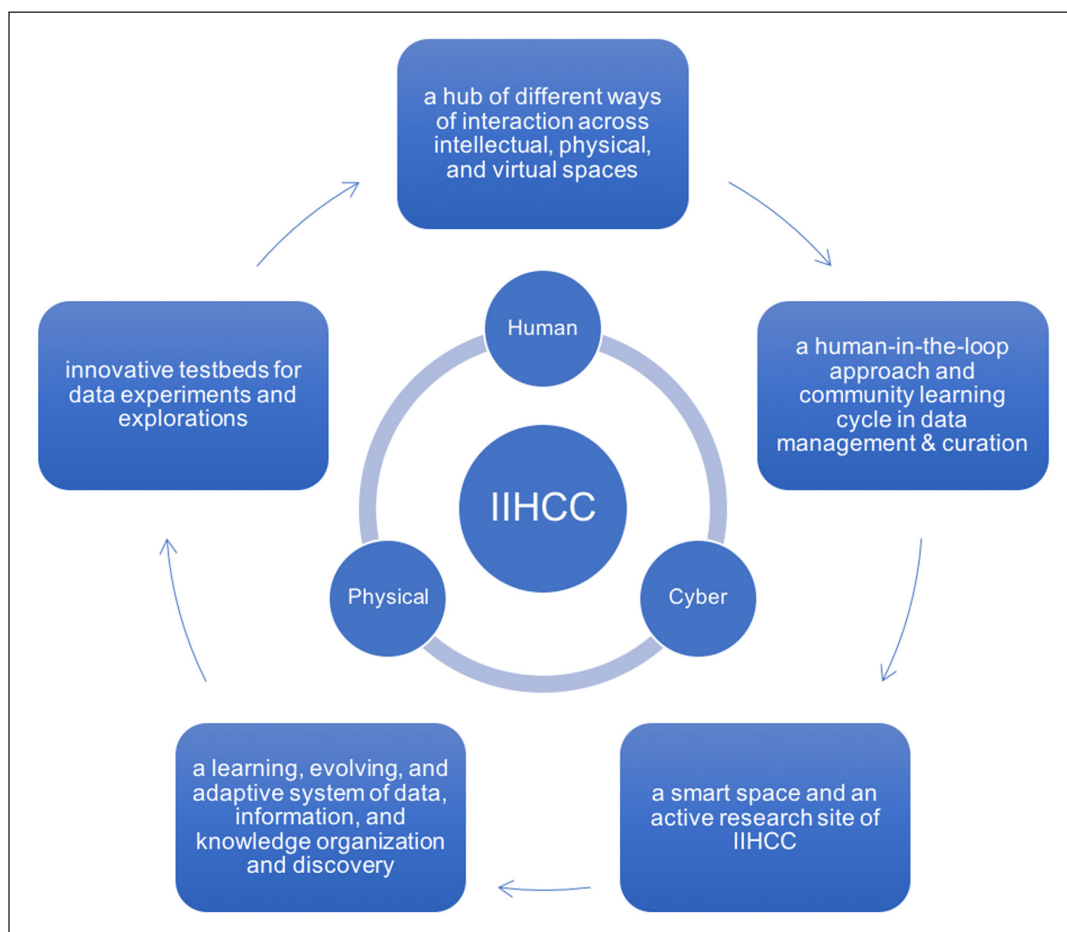 a hub of different ways
of interaction across
intellectual, physical,
and virtual spaces
a human-in-the-loop
approach and
community learning
cycle in data
management & curation
a smart space and an
active research site of
IIHCC
a learning, evolving, and
adaptive system of data,
information, and
knowledge organization
and discovery
innovative testbeds for
data experiments and
explorations
Human
IIHCC
Physical
Cyber